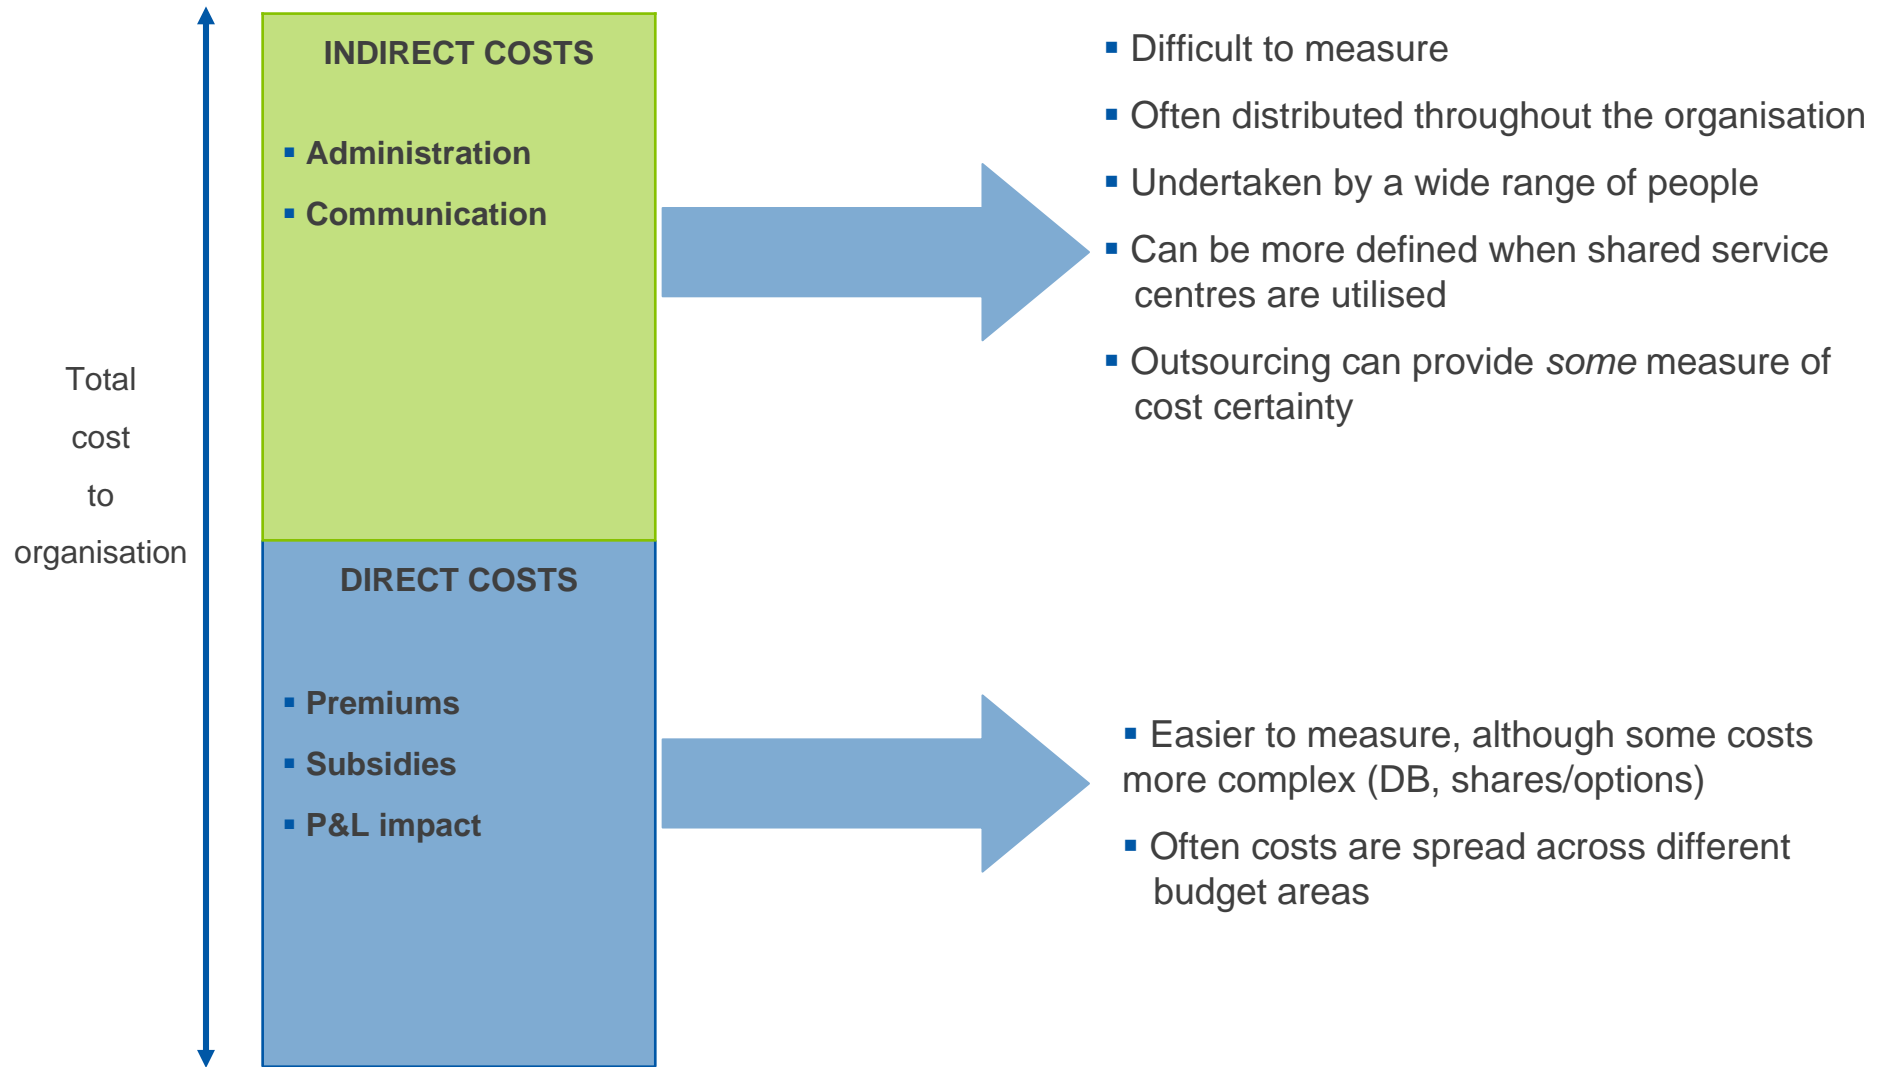 Total
cost
to
organisation
INDIRECT COSTS
▪ Administration
▪ Communication
▪ Difficult to measure
▪ Often distributed throughout the organisation
▪ Undertaken by a wide range of people
▪ Can be more defined when shared service
centres are utilised
▪ Outsourcing can provide some measure of
cost certainty
DIRECT COSTS
▪ Premiums
▪ Subsidies
▪ P&L impact
▪ Easier to measure, although some costs
more complex (DB, shares/options)
▪ Often costs are spread across different
budget areas